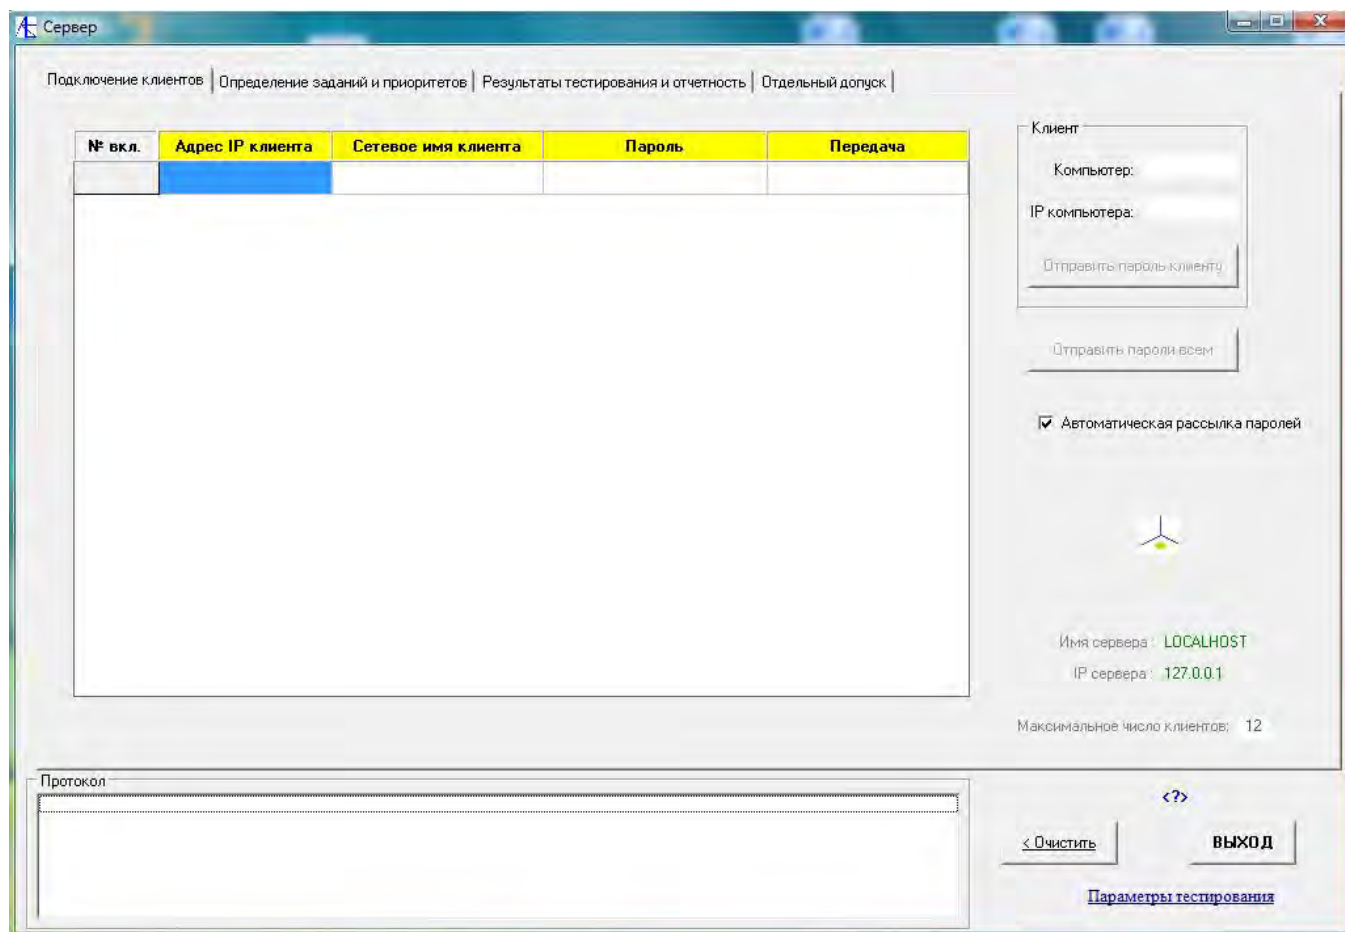 Сервер
Подключение клиентов Определение заданий и приоритетов Результаты тестирования и отчетность Отдельный допуск
№ вкл. Адрес IP клиента Сетевое имя клиента Пароль Передача
Клиент
Компьютер:
IP компьютера:
Отправить пароль клиенту
Отправить пароли всем
Автоматическая рассылка паролей
Имя сервера : LOCALHOST
IP сервера : 127.0.0.1
Максимальное число клиентов: 12
Протокол
<?>
< Очистить ВЫХОД
Параметры тестирования